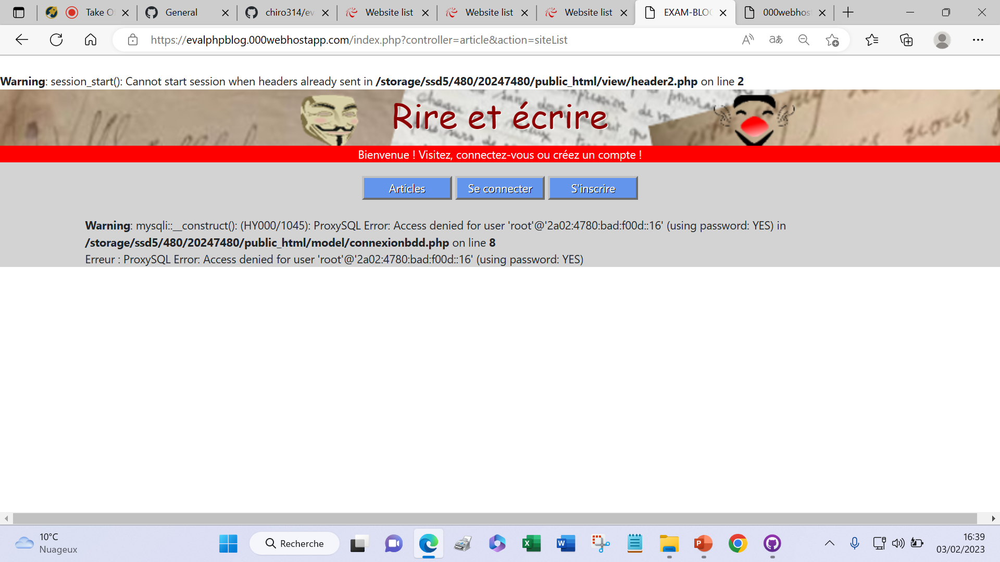 Take O
General
chiro314/ev
Website list
Website list
Website list
EXAM-BLOC
000webhost
https://evalphpblog.000webhostapp.com/index.php?controller=article&action=siteList
Warning: session_start(): Cannot start session when headers already sent in /storage/ssd5/480/20247480/public_html/view/header2.php on line 2
Rire et écrire
Bienvenue ! Visitez, connectez-vous ou créez un compte !
Articles
Se connecter
S'inscrire
Warning: mysqli::__construct(): (HY000/1045): ProxySQL Error: Access denied for user 'root'@'2a02:4780:bad:f00d::16' (using password: YES) in
/storage/ssd5/480/20247480/public_html/model/connexionbdd.php on line 8
Erreur : ProxySQL Error: Access denied for user 'root'@'2a02:4780:bad:f00d::16' (using password: YES)
10°C
Nuageux
Recherche
16:39
03/02/2023